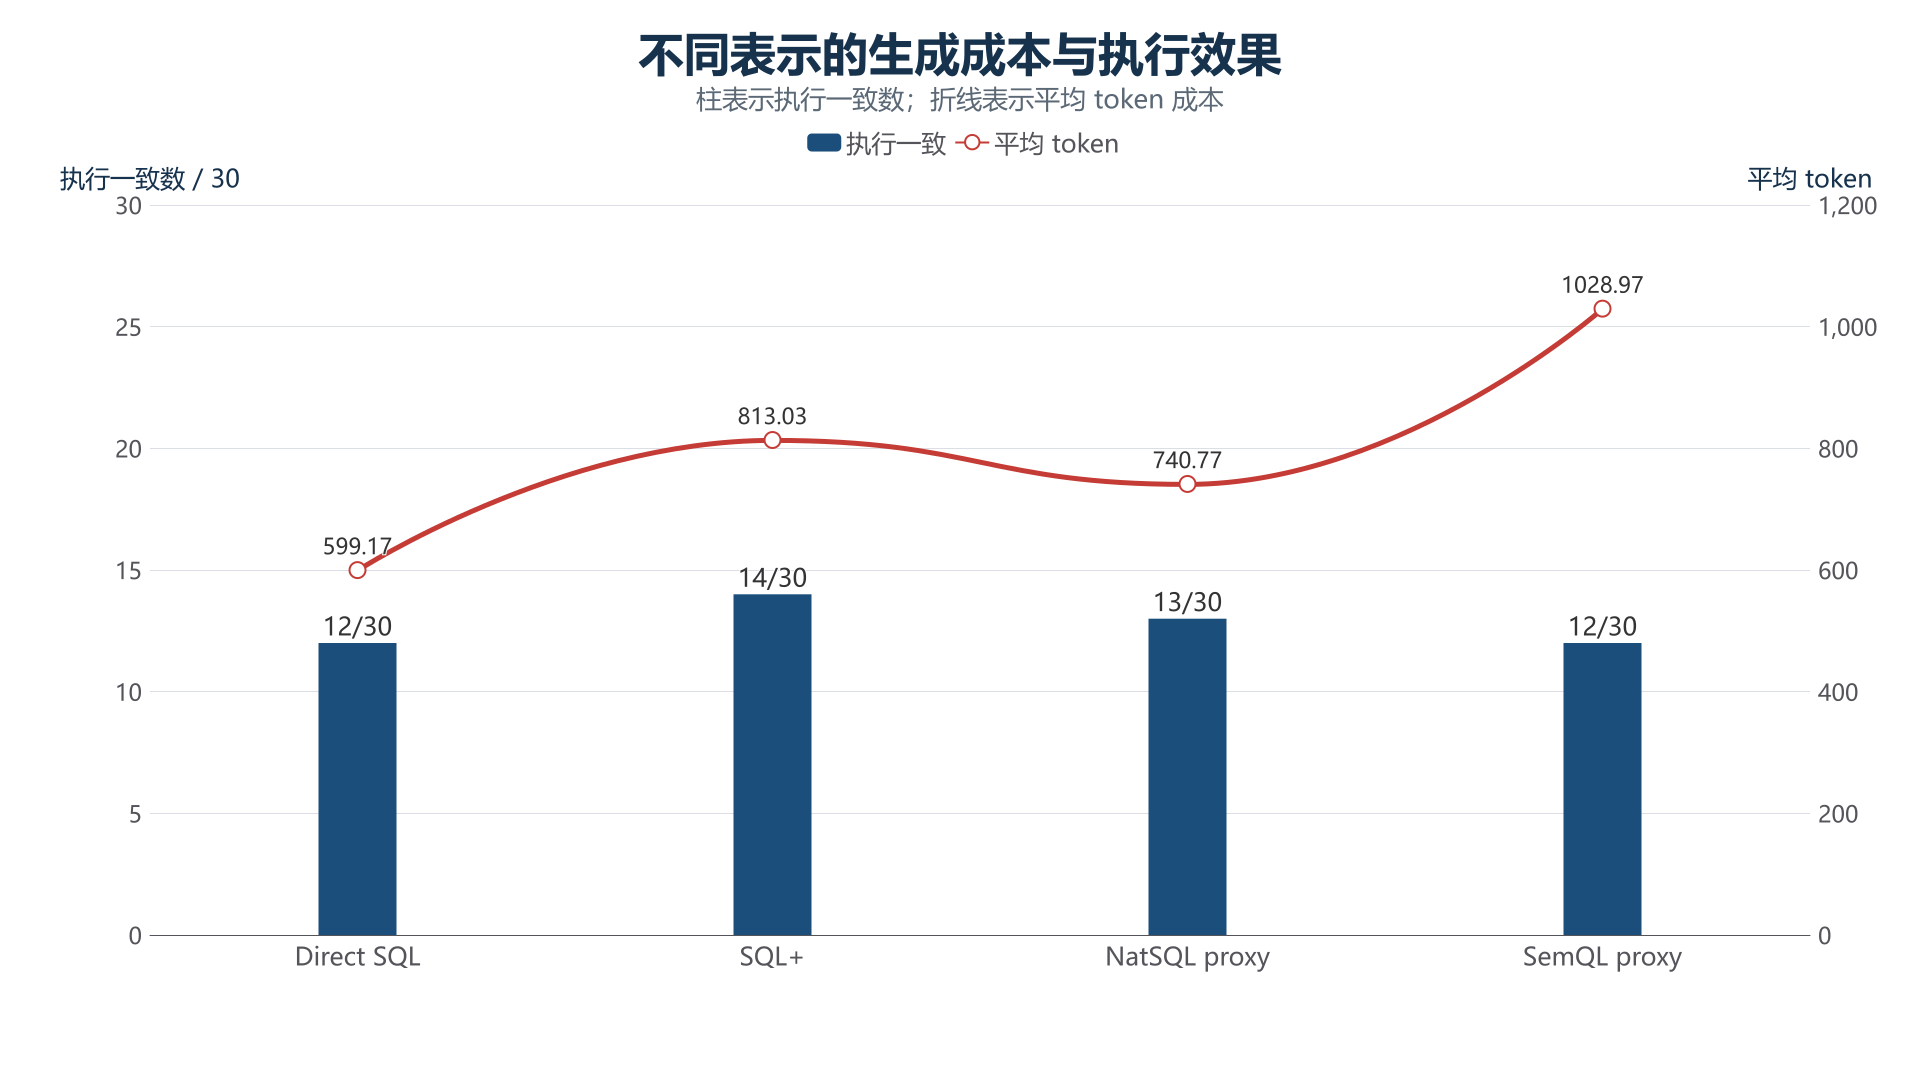 不同表示的生成成本与执行效果
柱表示执行一致数；折线表示平均 token 成本
执行一致 平均 token
执行一致数 / 30 平均 token
30 1,200
1028.97
25 1,000
813.03
20 740.77 800
599.17
15 14/30 600
13/30
12/30 12/30
10 400
5 200
0 0
Direct SQL SQL+ NatSQL proxy SemQL proxy